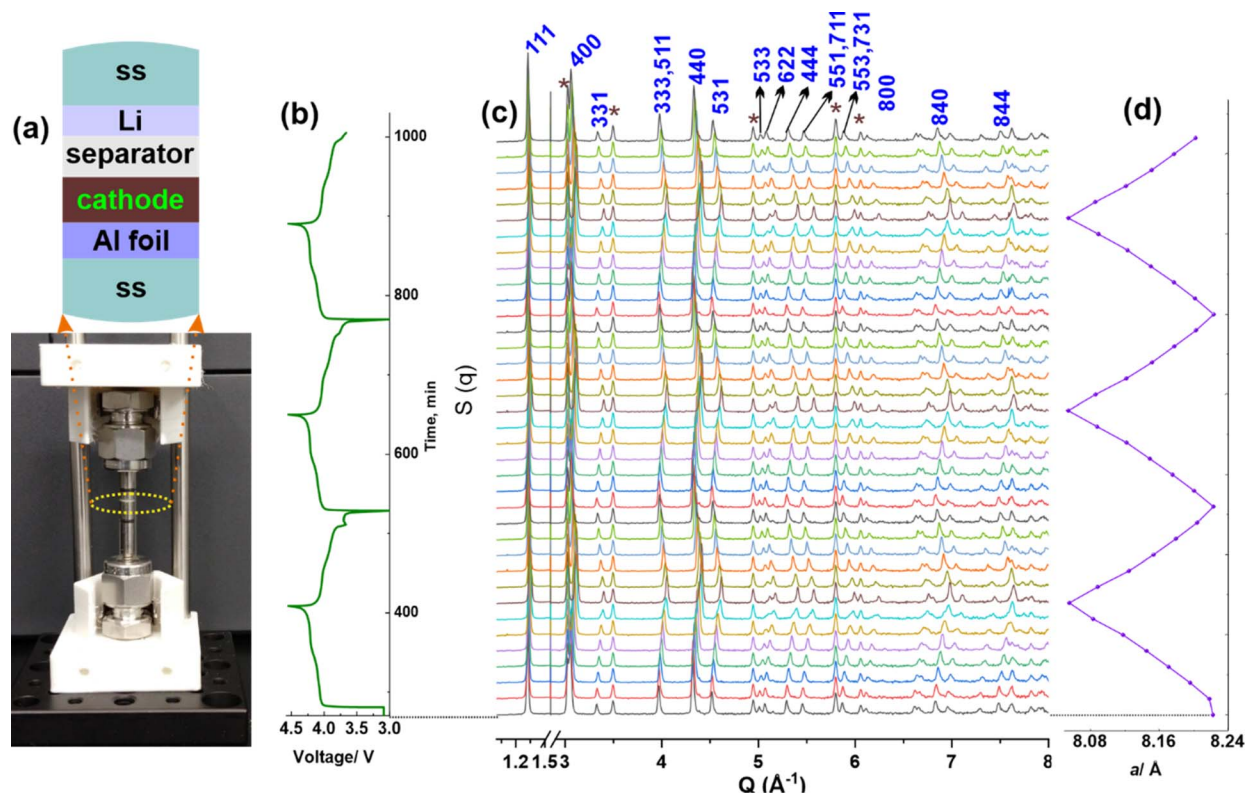 (a)
ss
Li
separator
cathode
Al foil
ss
(b)
1000
800
600
400
Time, min
4.5 4.0 3.5 3.0
Voltage/ V
(c)
111
*
400
331
*
333,511
440
531
*
533
622
444
551,711
*
553,731
*
800
840
844
S (q)
1.2 1.5 3 4 5 6 7 8
Q (Å⁻¹)
(d)
8.08 8.16 8.24
a/ Å